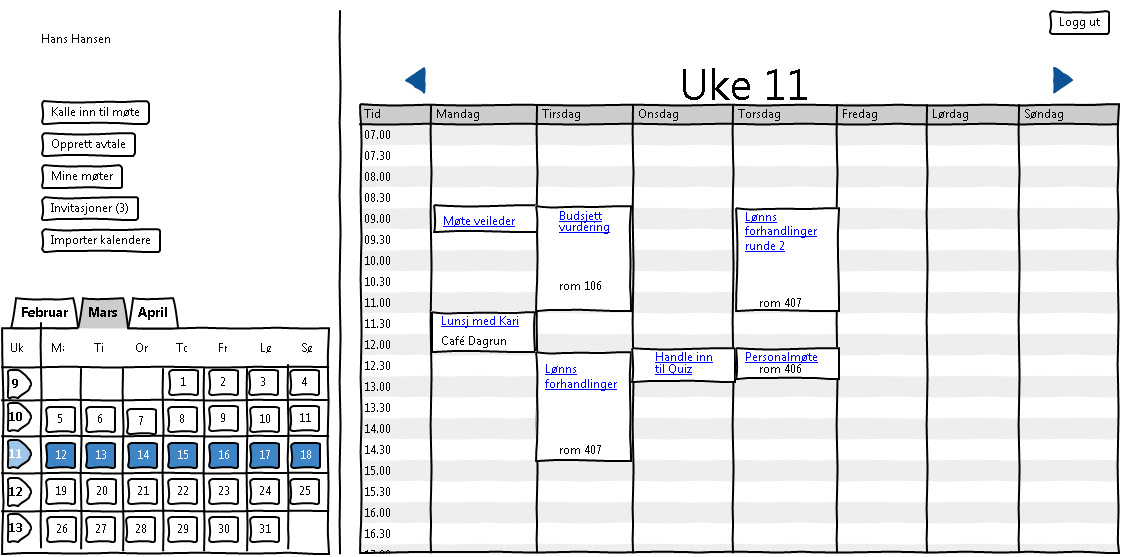 Hans Hansen
Logg ut
Kalle inn til møte
Opprett avtale
Mine møter
Invitasjoner (3)
Importer kalendere
Februar Mars April
Uk M: Ti Or Tc Fr Lø Sø
9 1 2 3 4
10 5 6 7 8 9 10 11
11 12 13 14 15 16 17 18
12 19 20 21 22 23 24 25
13 26 27 28 29 30 31
Uke 11
Tid Mandag Tirsdag Onsdag Torsdag Fredag Lørdag Søndag
07.00
07.30
08.00
08.30
09.00
09.30
10.00
10.30
11.00
11.30
12.00
12.30
13.00
13.30
14.00
14.30
15.00
15.30
16.00
16.30
17.00
Møte veileder
Lunsj med Kari
Café Dagrun
Budsjett
vurdering
rom 106
Lønns
forhandlinger
rom 407
Handle inn
til Quiz
Lønns
forhandlinger
runde 2
rom 407
Personalmøte
rom 406